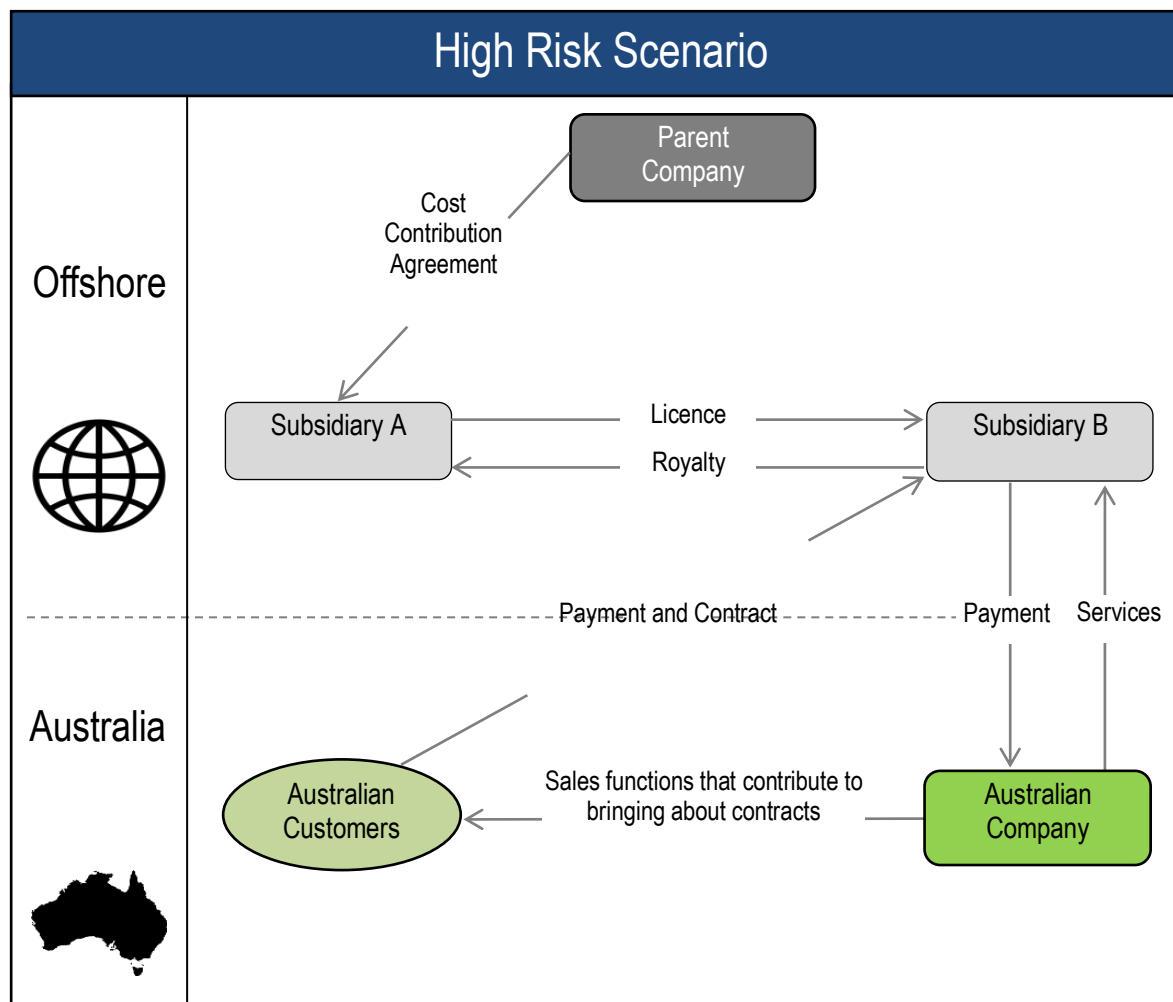 High Risk Scenario
Parent
Company
Cost
Contribution
Agreement
Offshore
Subsidiary A
Licence
Royalty
Subsidiary B
Payment and Contract
Payment
Services
Australia
Australian
Customers
Sales functions that contribute to
bringing about contracts
Australian
Company